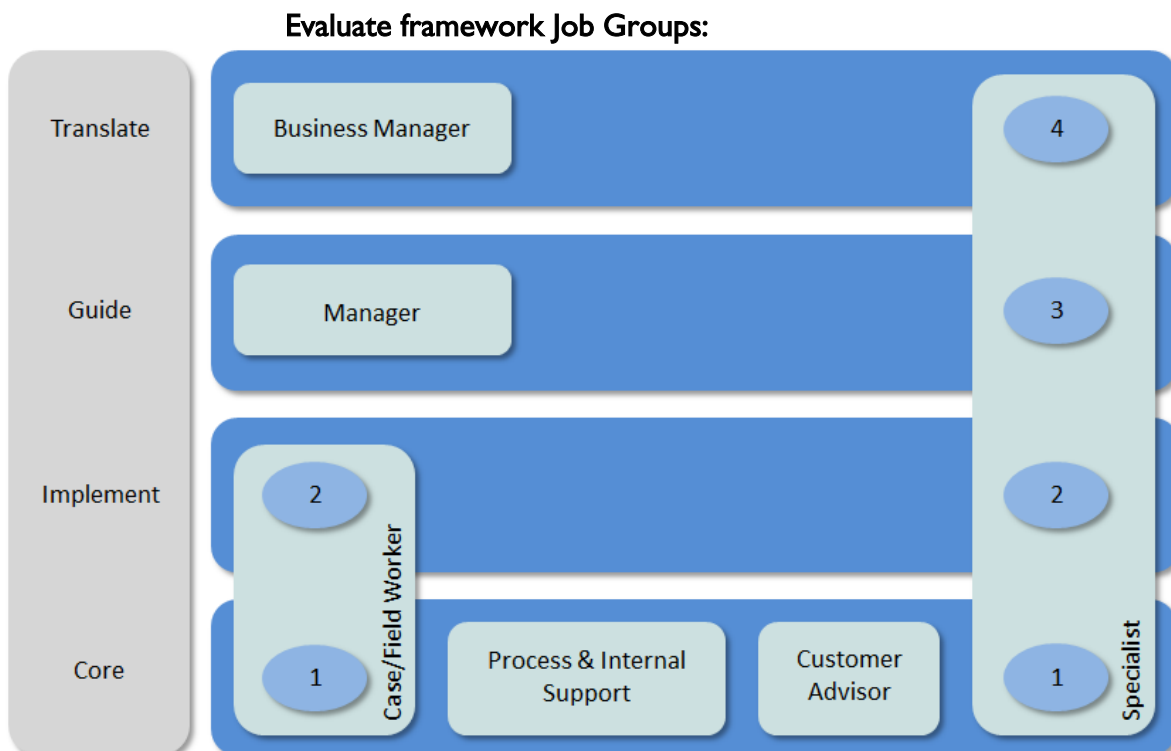 Evaluate framework Job Groups:
Translate
Business Manager
4
Guide
Manager
3
Implement
2
2
Case/Field Worker
Core
1
Process & Internal
Support
Customer
Advisor
1
Specialist